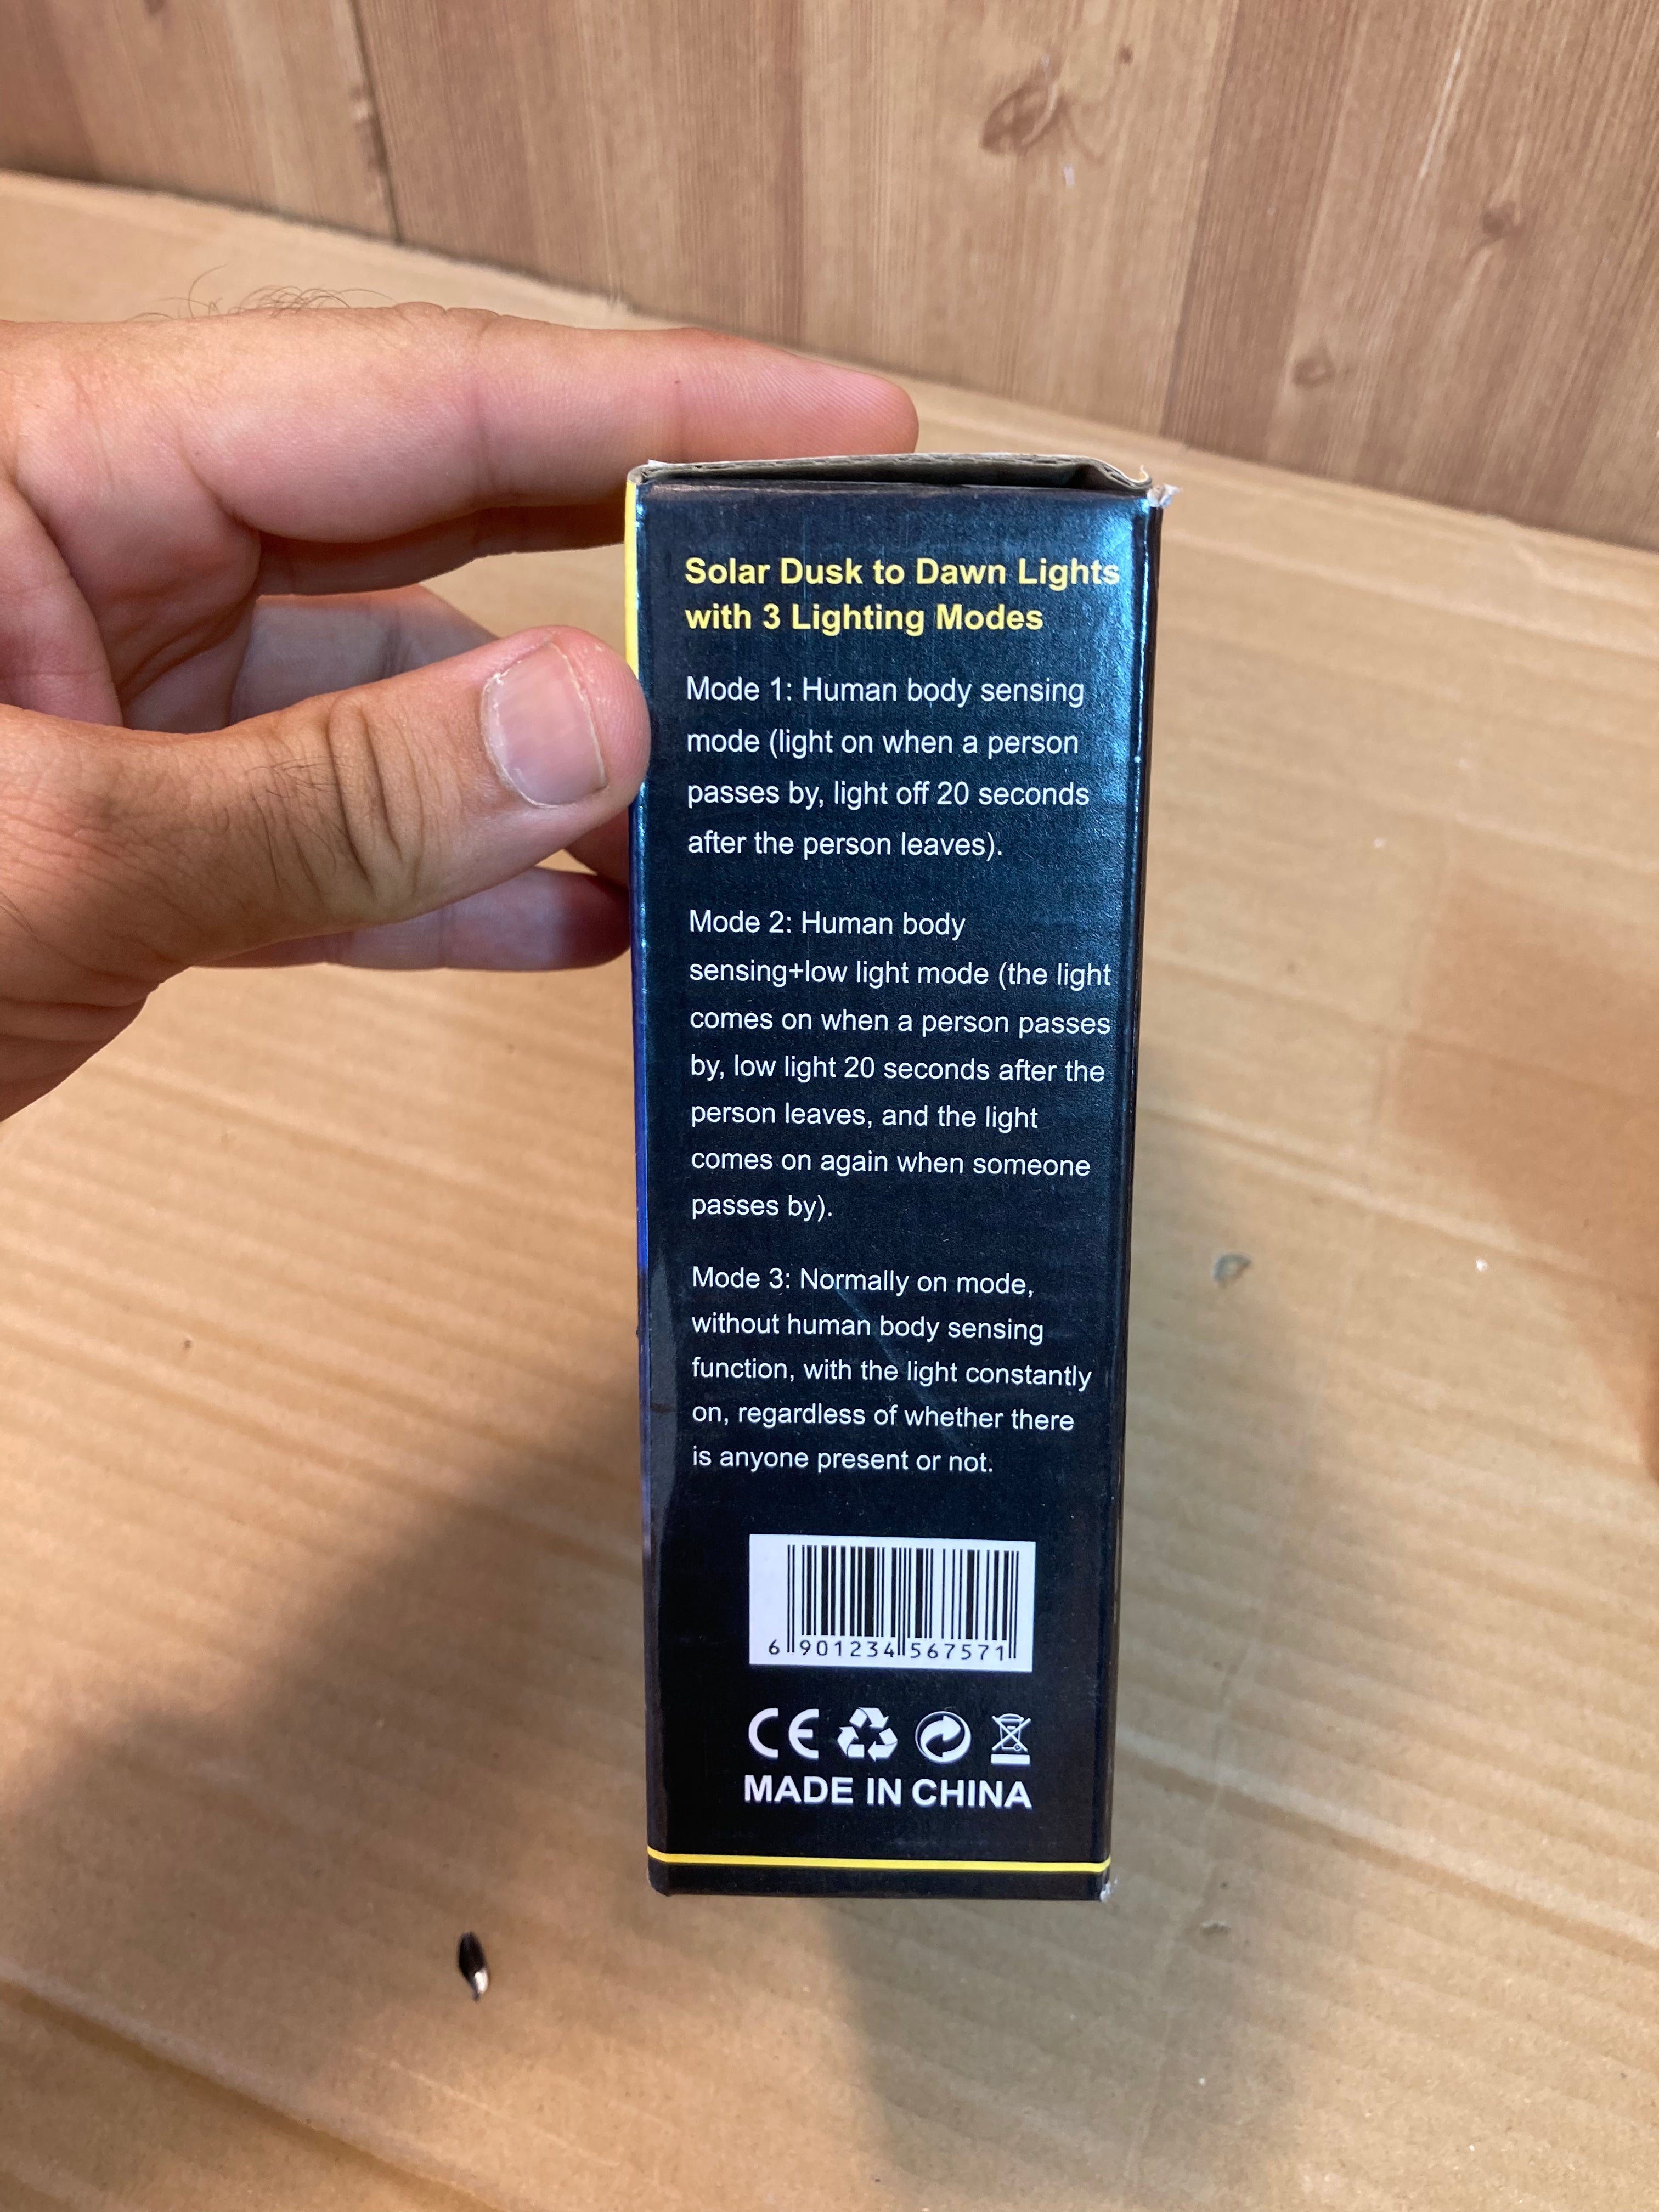 Solar Dusk to Dawn Lights
with 3 Lighting Modes
Mode 1: Human body sensing
mode (light on when a person
passes by, light off 20 seconds
after the person leaves).
Mode 2: Human body
sensing+low light mode (the light
comes on when a person passes
by, low light 20 seconds after the
person leaves, and the light
comes on again when someone
passes by).
Mode 3: Normally on mode,
without human body sensing
function, with the light constantly
on, regardless of whether there
is anyone present or not.
6 901234 567571
CE
MADE IN CHINA